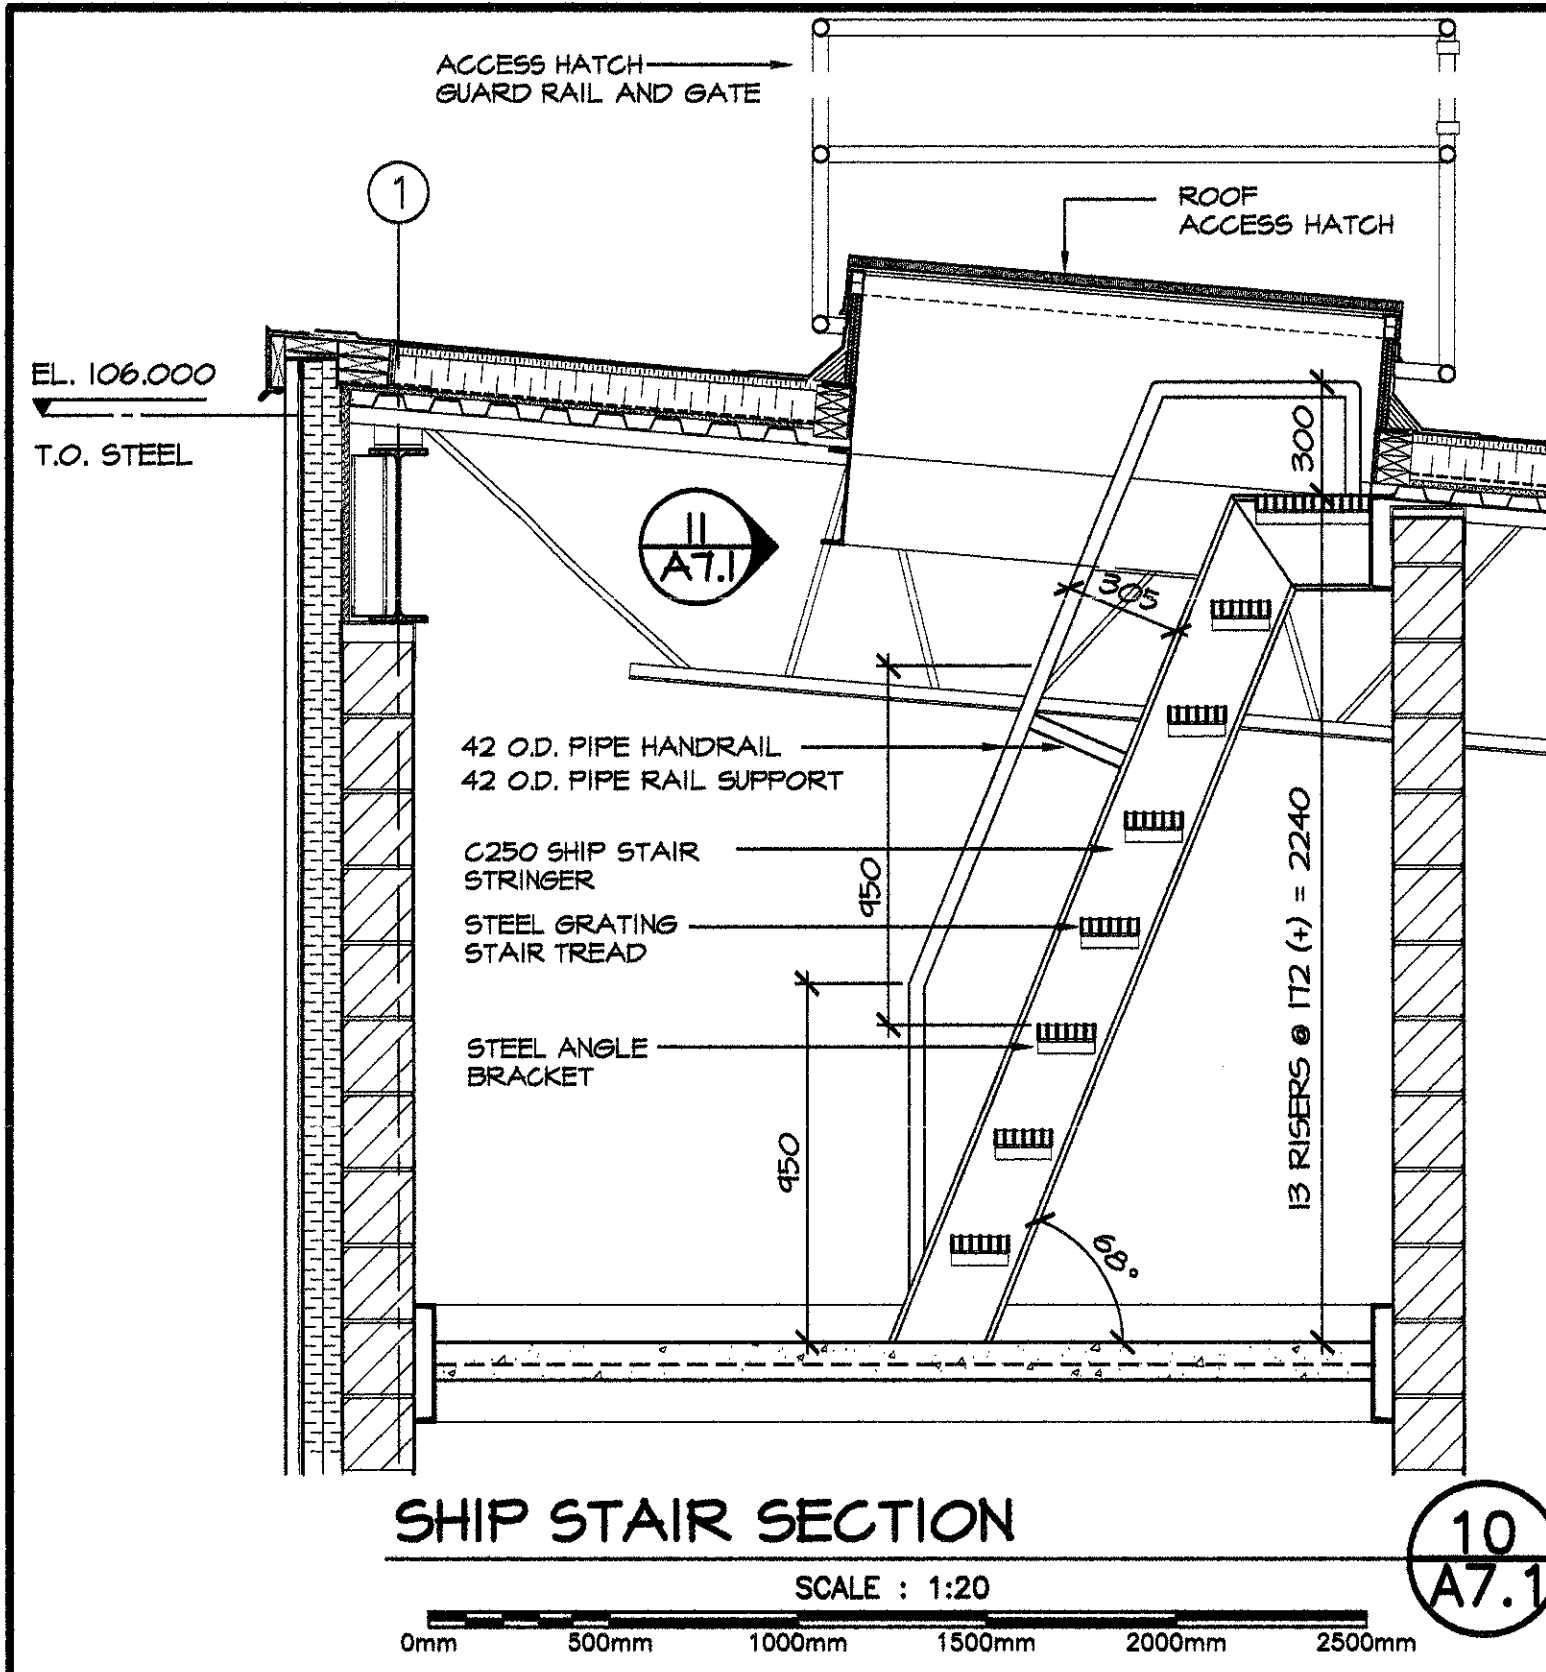 ACCESS HATCH
GUARD RAIL AND GATE
1
ROOF
ACCESS HATCH
EL. 106.000
T.O. STEEL
300
11
A7.1
305
42 O.D. PIPE HANDRAIL
42 O.D. PIPE RAIL SUPPORT
C250 SHIP STAIR
STRINGER
950
STEEL GRATING
STAIR TREAD
13 RISERS @ 172 (+) = 2240
STEEL ANGLE
BRACKET
950
68°
SHIP STAIR SECTION
10
A7.1
SCALE : 1:20
0mm 500mm 1000mm 1500mm 2000mm 2500mm